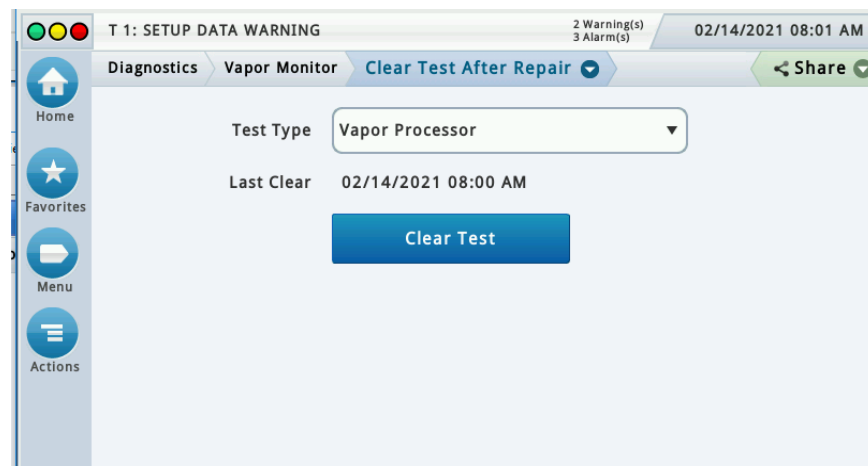 T 1: SETUP DATA WARNING
2 Warning(s)
3 Alarm(s)
02/14/2021 08:01 AM
Diagnostics Vapor Monitor Clear Test After Repair
Share
Home
Test Type Vapor Processor
Last Clear 02/14/2021 08:00 AM
Favorites
Clear Test
Menu
Actions